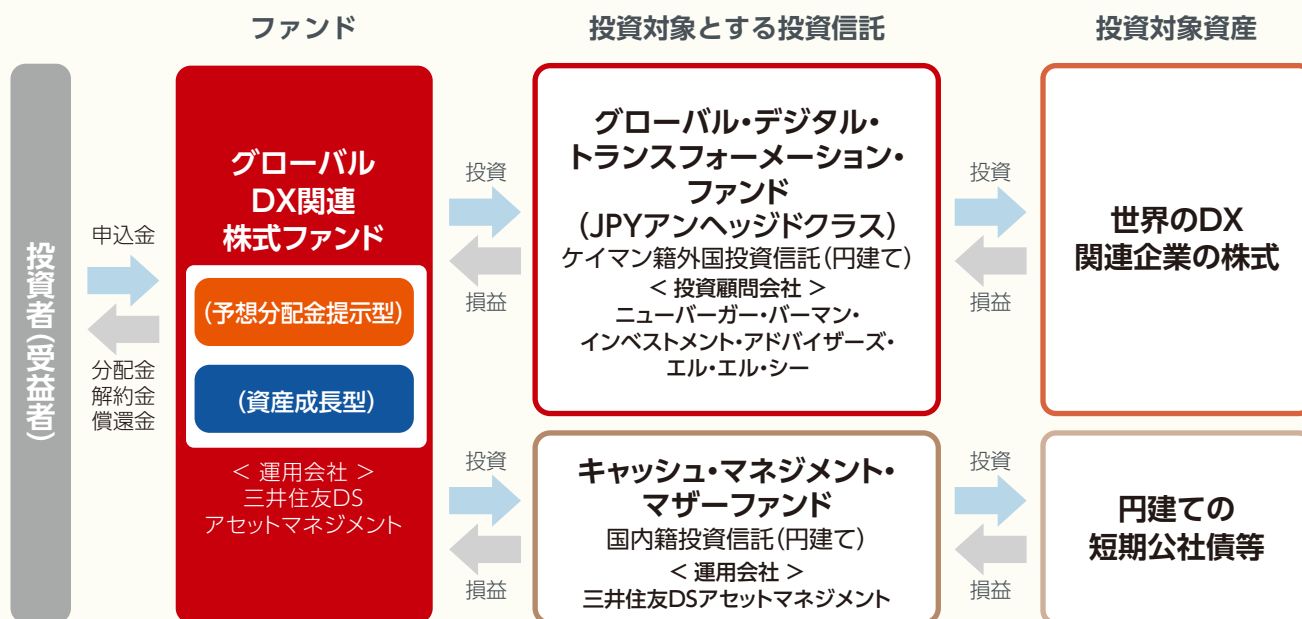 ファンド
投資対象とする投資信託
投資対象資産
投資者(受益者)
申込金
分配金
解約金
償還金
グローバル
DX関連
株式ファンド
(予想分配金提示型)
(資産成長型)
＜ 運用会社 ＞
三井住友DS
アセットマネジメント
投資
損益
グローバル・デジタル・
トランスフォーメーション・
ファンド
(JPYアンヘッジドクラス)
ケイマン籍外国投資信託(円建て)
＜ 投資顧問会社 ＞
ニューバーガー・バーマン・
インベストメント・アドバイザーズ・
エル・エル・シー
投資
損益
世界のDX
関連企業の株式
投資
損益
キャッシュ・マネジメント・
マザーファンド
国内籍投資信託(円建て)
＜ 運用会社 ＞
三井住友DSアセットマネジメント
投資
損益
円建ての
短期公社債等